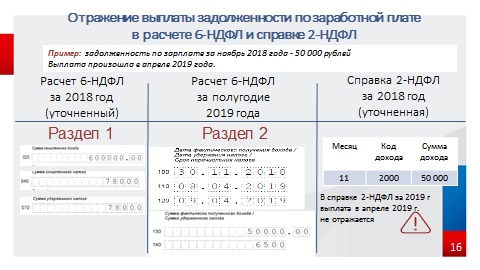 Отражение выплаты задолженности по заработной плате
в расчете 6-НДФЛ и справке 2-НДФЛ
Пример: задолженность по зарплате за ноябрь 2018 года - 50 000 рублей
Выплата произошла в апреле 2019 года.
Расчет 6-НДФЛ
за 2018 год
(уточненный)
Раздел 1
Сумма начисленного дохода
020 600000.00
Сумма исчисленного налога
040 78000
Сумма удержанного налога
070 78000
Расчет 6-НДФЛ
за полугодие
2019 года
Раздел 2
Дата фактического получения дохода /
Дата удержания налога /
Срок перечисления налога
100 30.11.2018
110 08.04.2019
120 09.04.2019
Сумма фактически полученного дохода /
Сумма удержанного налога
130 50000.00
140 6500
Справка 2-НДФЛ
за 2018 год
(уточненная)
Месяц Код дохода Сумма дохода
11 2000 50 000
В справке 2-НДФЛ за 2019 г
выплата в апреле 2019 г.
не отражается
16